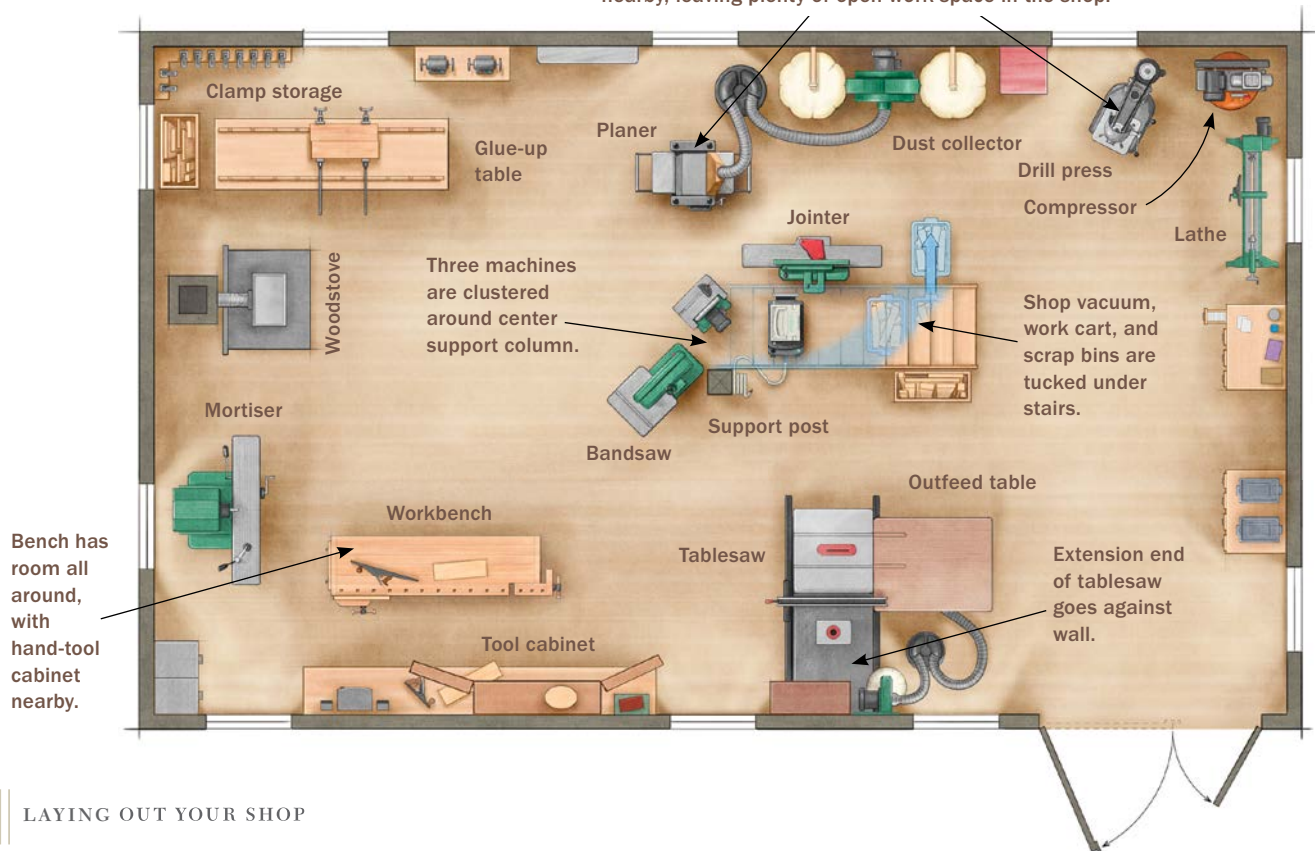 nearby, leaving plenty of open work space in the shop.
Clamp storage
Glue-up
table
Planer
Dust collector
Drill press
Compressor
Lathe
Jointer
Woodstove
Three machines
are clustered
around center
support column.
Shop vacuum,
work cart, and
scrap bins are
tucked under
stairs.
Mortiser
Support post
Bandsaw
Outfeed table
Workbench
Tablesaw
Bench has
room all
around,
with
hand-tool
cabinet
nearby.
Extension end
of tablesaw
goes against
wall.
Tool cabinet
LAYING OUT YOUR SHOP